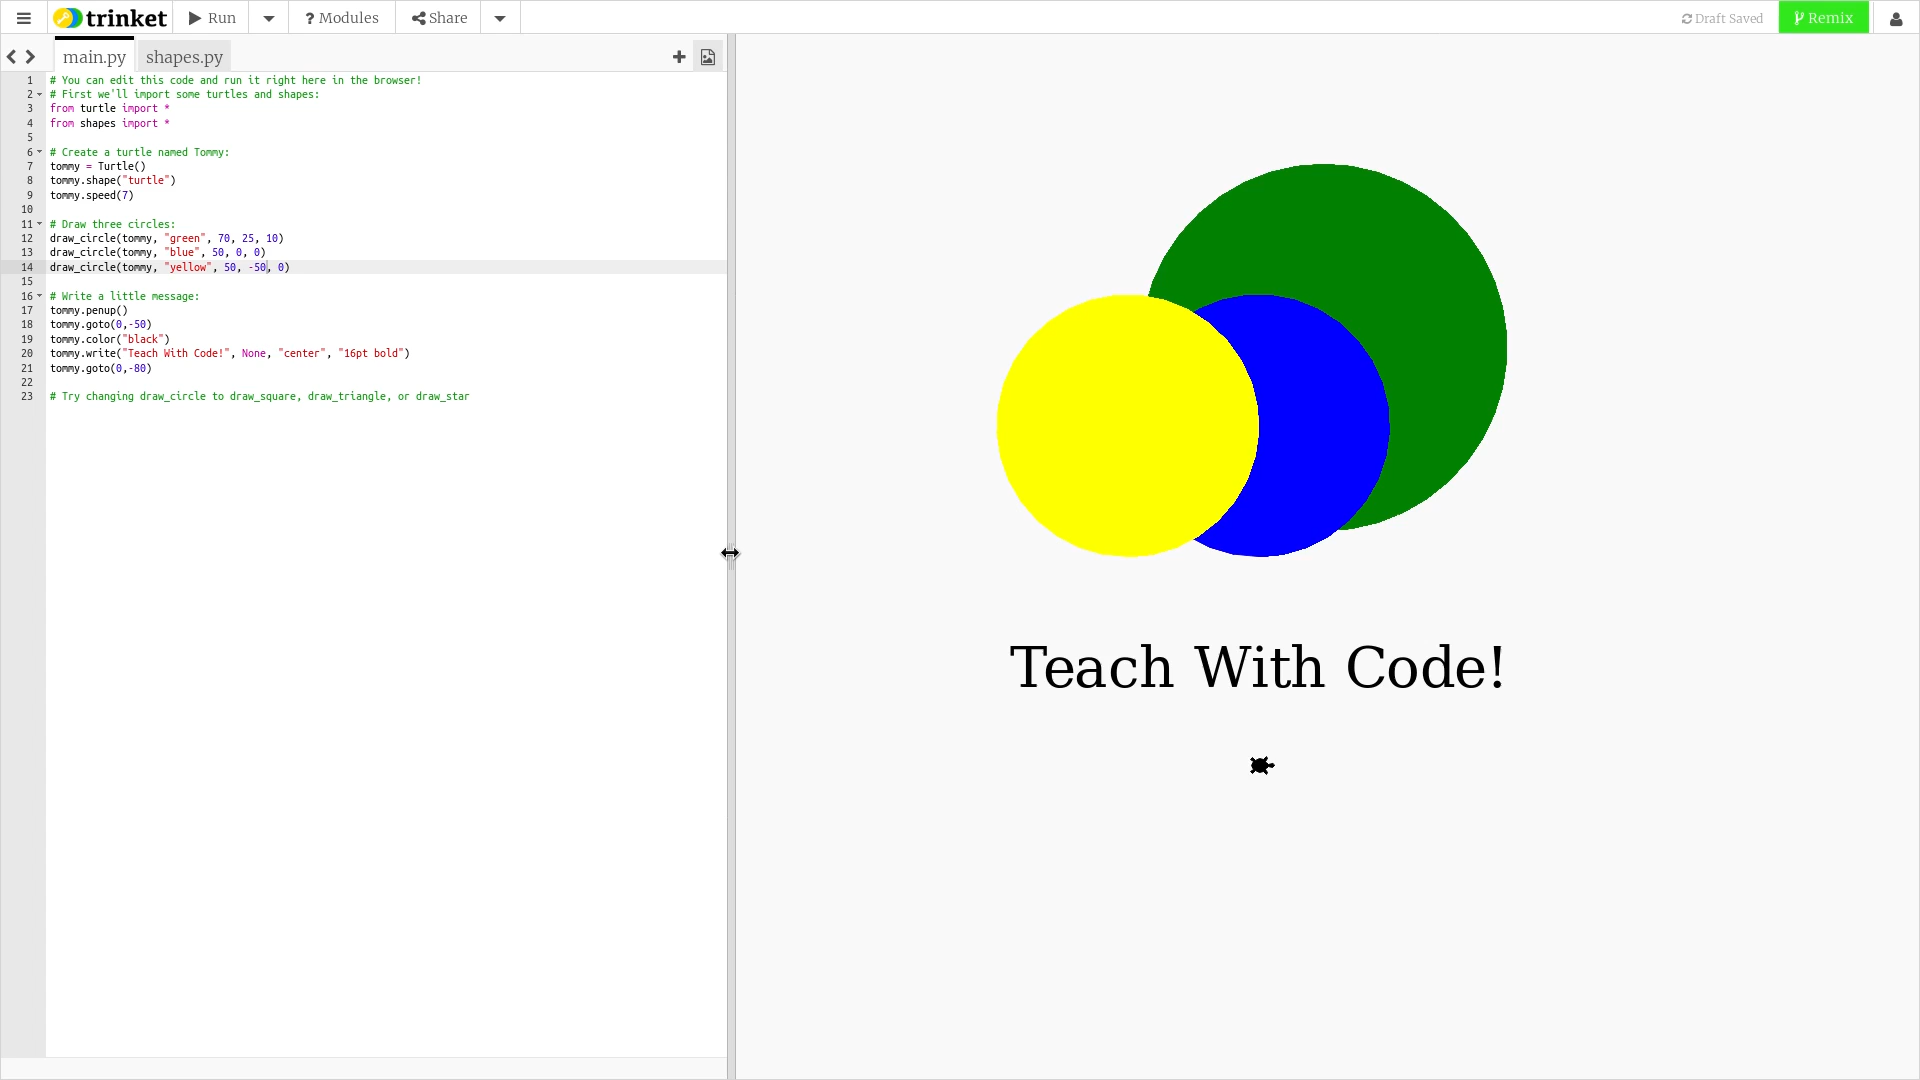 trinket Run ? Modules Share Draft Saved Remix
main.py shapes.py
1 # You can edit this code and run it right here in the browser!
2 # First we'll import some turtles and shapes:
3 from turtle import *
4 from shapes import *
5
6 # Create a turtle named Tommy:
7 tommy = Turtle()
8 tommy.shape("turtle")
9 tommy.speed(7)
10
11 # Draw three circles:
12 draw_circle(tommy, "green", 70, 25, 10)
13 draw_circle(tommy, "blue", 50, 0, 0)
14 draw_circle(tommy, "yellow", 50, -50, 0)
15
16 # Write a little message:
17 tommy.penup()
18 tommy.goto(0,-50)
19 tommy.color("black")
20 tommy.write("Teach With Code!", None, "center", "16pt bold")
21 tommy.goto(0,-80)
22
23 # Try changing draw_circle to draw_square, draw_triangle, or draw_star
Teach With Code!